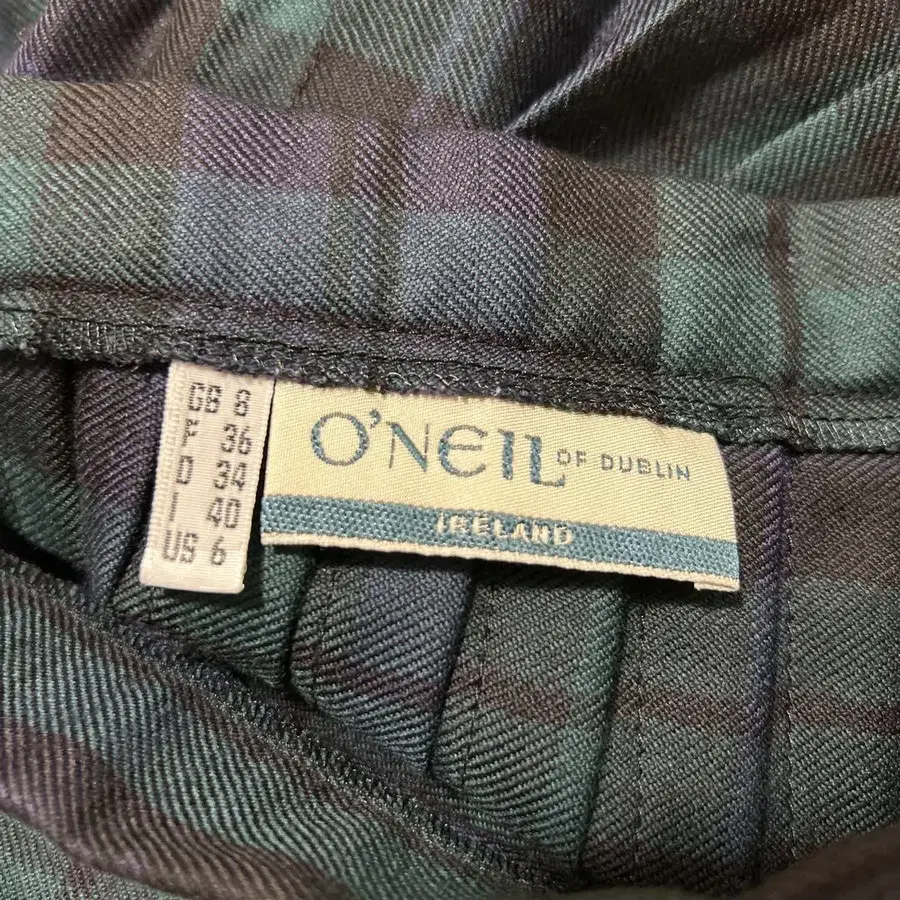 GB 8
F 36
D 34
I 40
US 6
O'NEIL OF DUBLIN
IRELAND